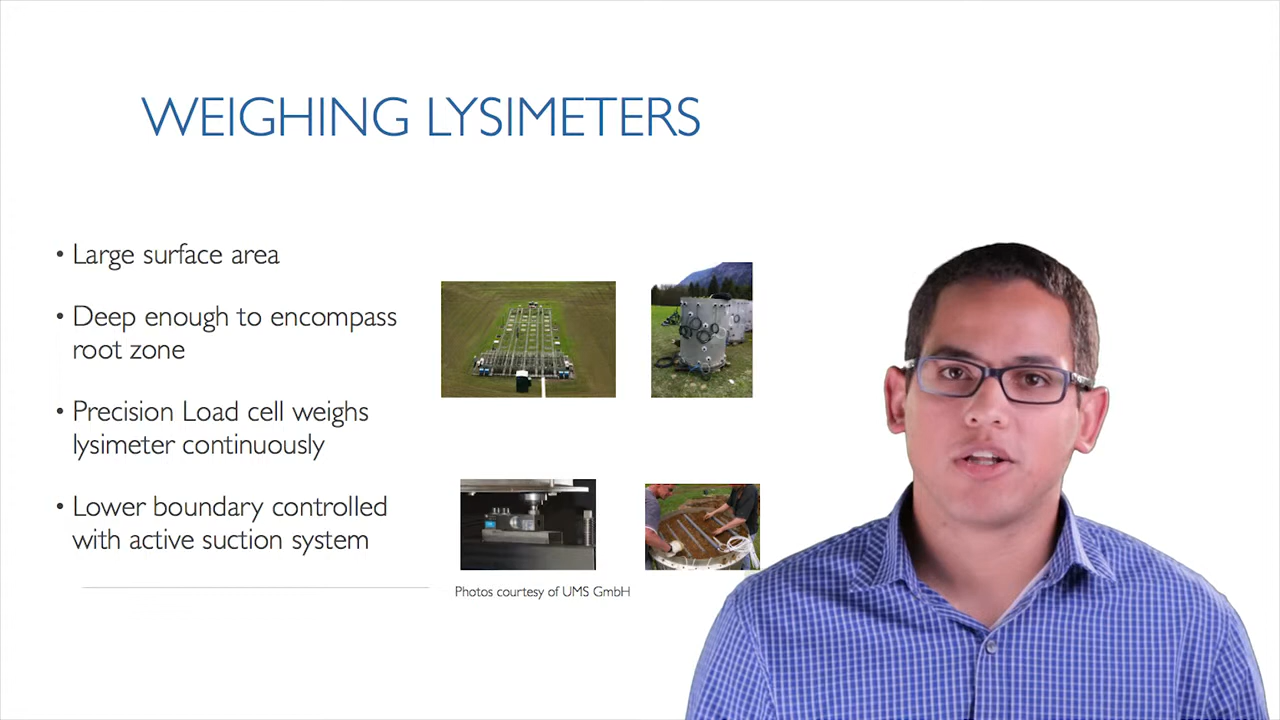 WEIGHING LYSIMETERS
• Large surface area
• Deep enough to encompass
root zone
• Precision Load cell weighs
lysimeter continuously
• Lower boundary controlled
with active suction system
Photos courtesy of UMS GmbH